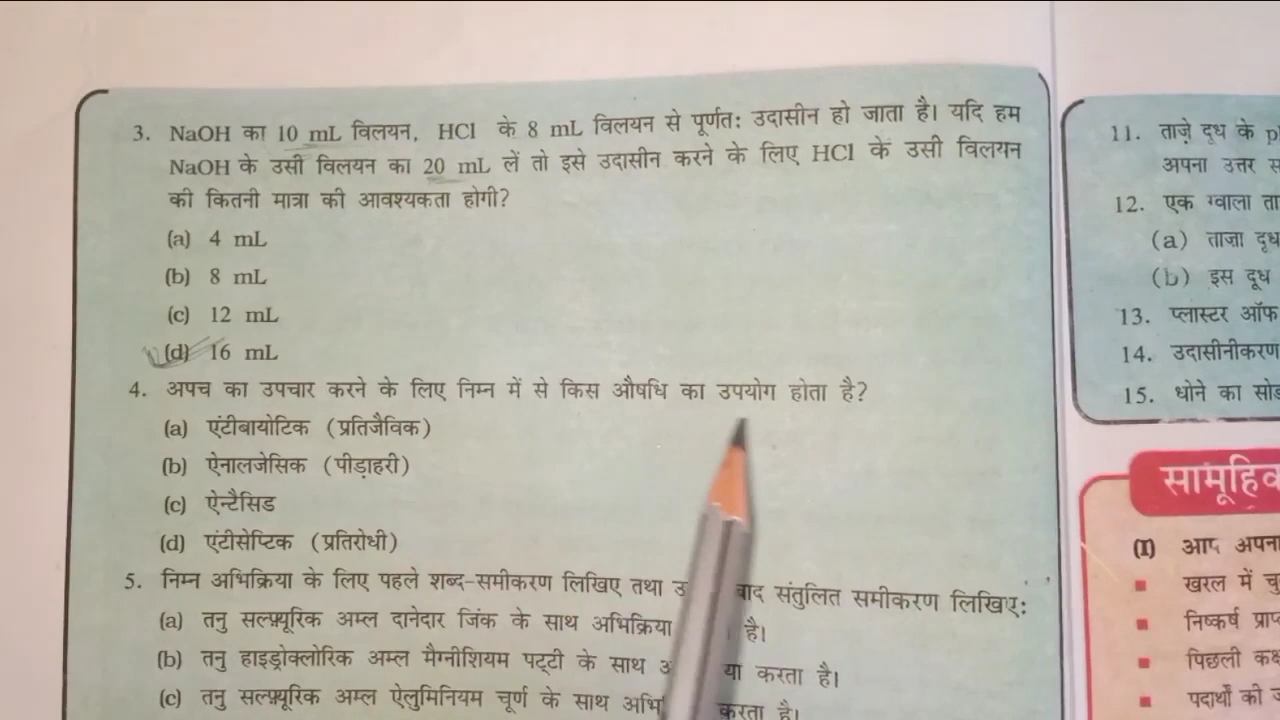 3. NaOH का 10 mL विलयन, HCl के 8 mL विलयन से पूर्णतः उदासीन हो जाता है। यदि हम
NaOH के उसी विलयन का 20 mL लें तो इसे उदासीन करने के लिए HCl के उसी विलयन
की कितनी मात्रा की आवश्यकता होगी?
(a) 4 mL
(b) 8 mL
(c) 12 mL
(d) 16 mL
4. अपच का उपचार करने के लिए निम्न में से किस औषधि का उपयोग होता है?
(a) एंटीबायोटिक (प्रतिजैविक)
(b) ऐनालजेसिक (पीड़ाहरी)
(c) ऐन्टैसिड
(d) एंटीसेप्टिक (प्रतिरोधी)
5. निम्न अभिक्रिया के लिए पहले शब्द-समीकरण लिखिए तथा संतुलित समीकरण लिखिए:
(a) तनु सल्फ़्यूरिक अम्ल दानेदार जिंक के साथ अभिक्रिया है।
(b) तनु हाइड्रोक्लोरिक अम्ल मैग्नीशियम पट्टी के साथ करता है।
(c) तनु सल्फ़्यूरिक अम्ल ऐलुमिनियम चूर्ण के साथ करता है।
11. ताज़े दूध के
अपना उत्तर
12. एक ग्वाला
(a) ताज़ा दूध
(b) इस दूध
13. प्लास्टर ऑफ
14. उदासीनीकरण
15. धोने का
(I) आप
खरल में
निष्कर्ष
पिछली
पदार्थों की